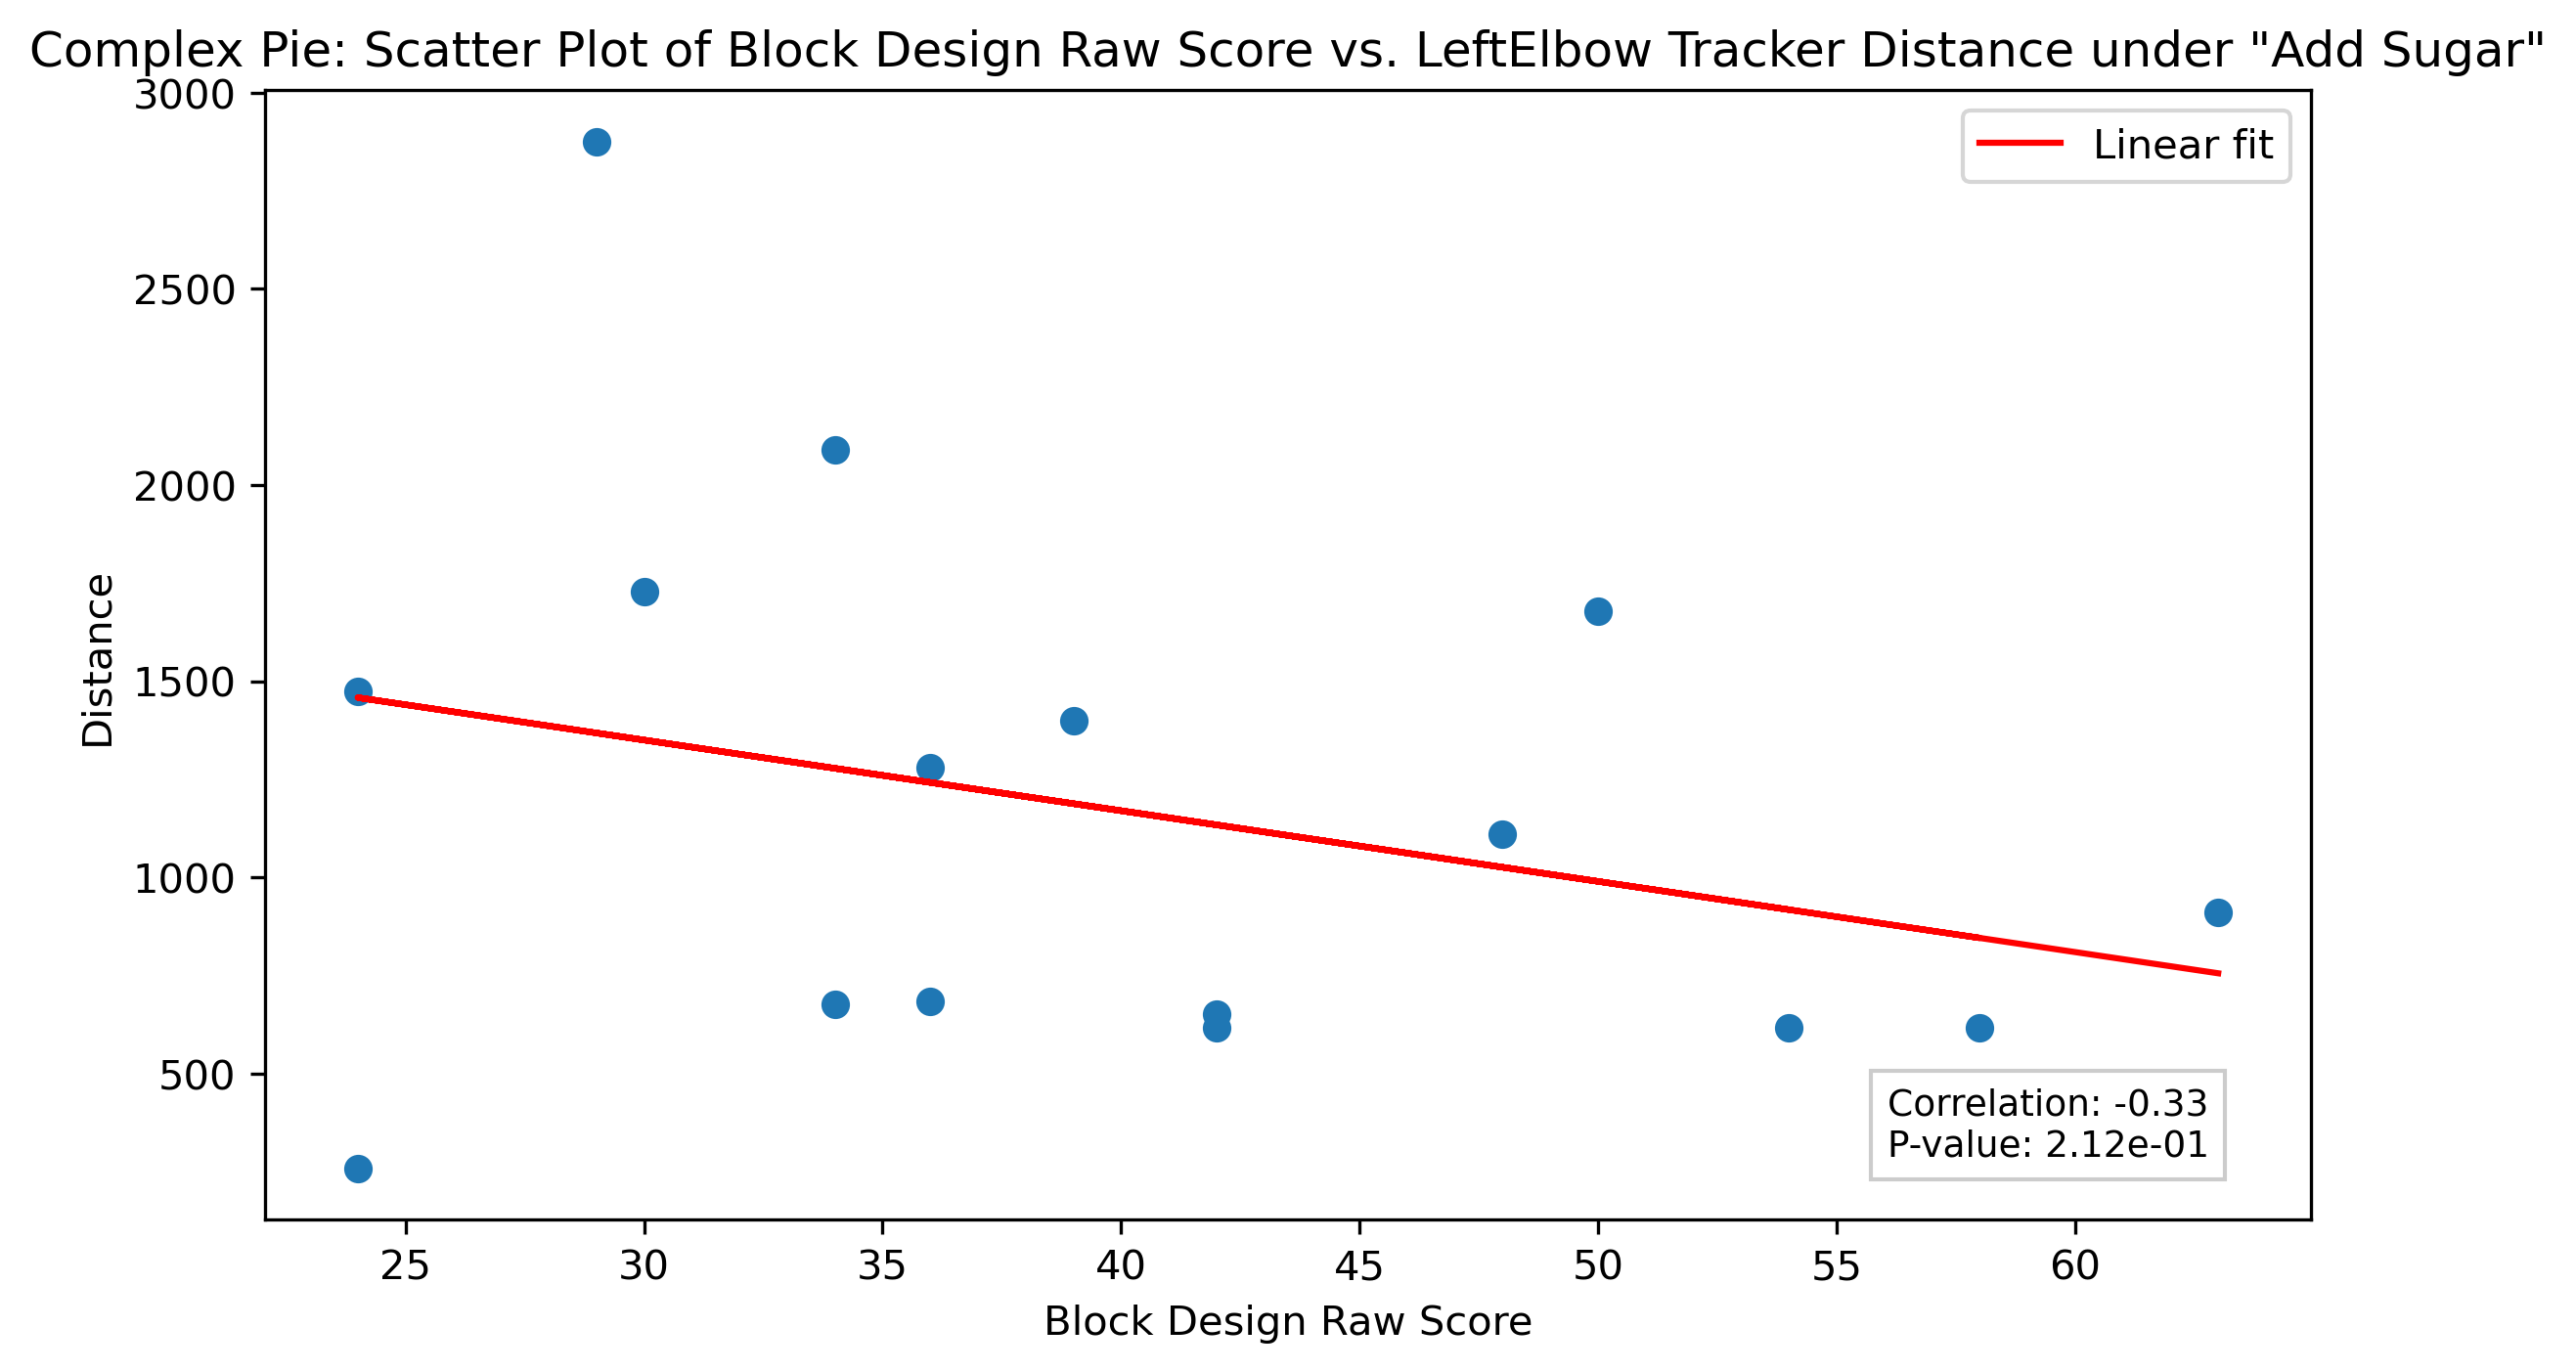 Complex Pie: Scatter Plot of Block Design Raw Score vs. LeftElbow Tracker Distance under "Add Sugar"
3000
2500
2000
1500
1000
500
Distance
Linear fit
Correlation: -0.33
P-value: 2.12e-01
25 30 35 40 45 50 55 60
Block Design Raw Score